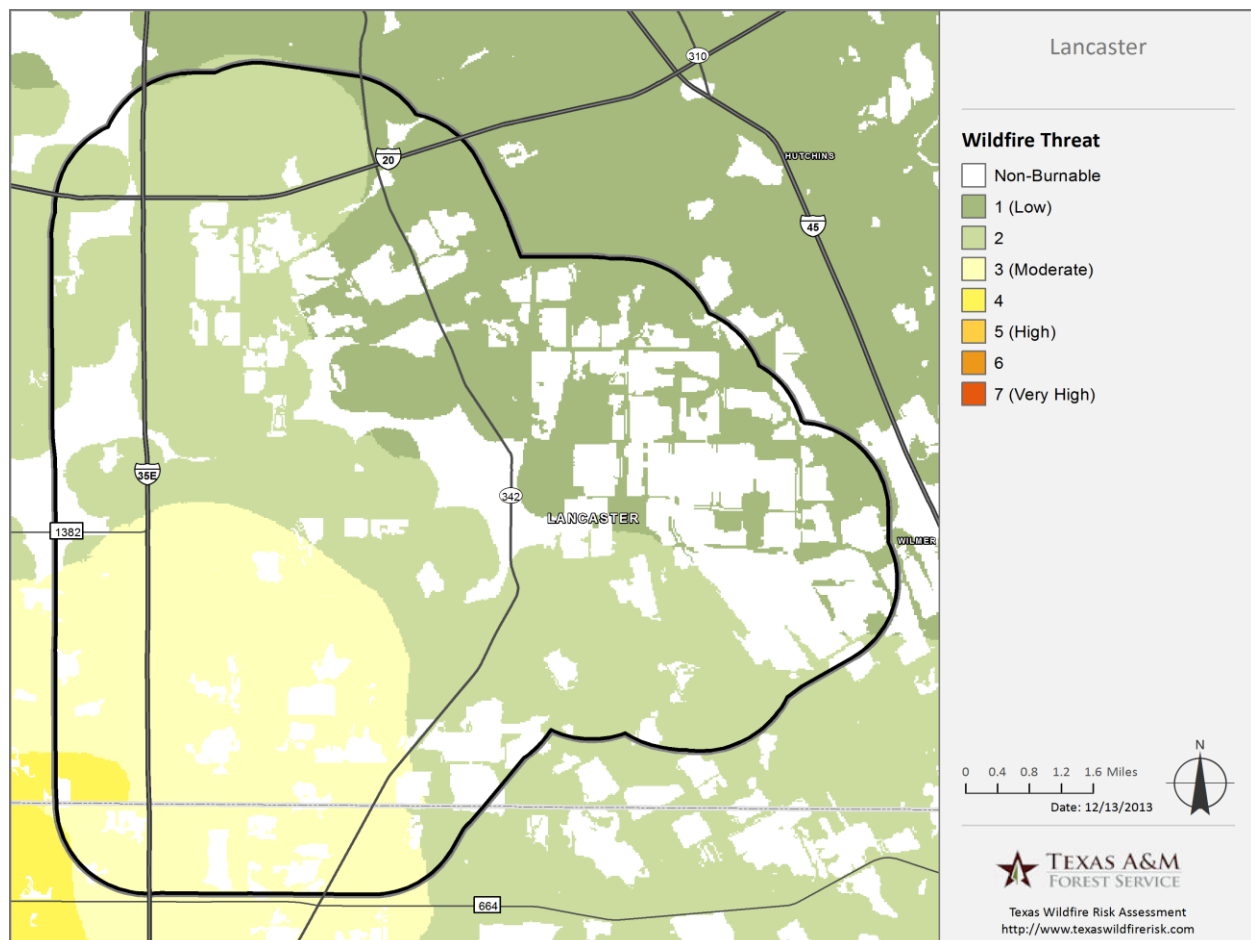 310
20
HUTCHINS
45
35E
342
LANCASTER
1382
WILMER
664
Lancaster
Wildfire Threat
Non-Burnable
1 (Low)
2
3 (Moderate)
4
5 (High)
6
7 (Very High)
N
0 0.4 0.8 1.2 1.6 Miles
Date: 12/13/2013
TEXAS A&M
FOREST SERVICE
Texas Wildfire Risk Assessment
http://www.texaswildfirerisk.com